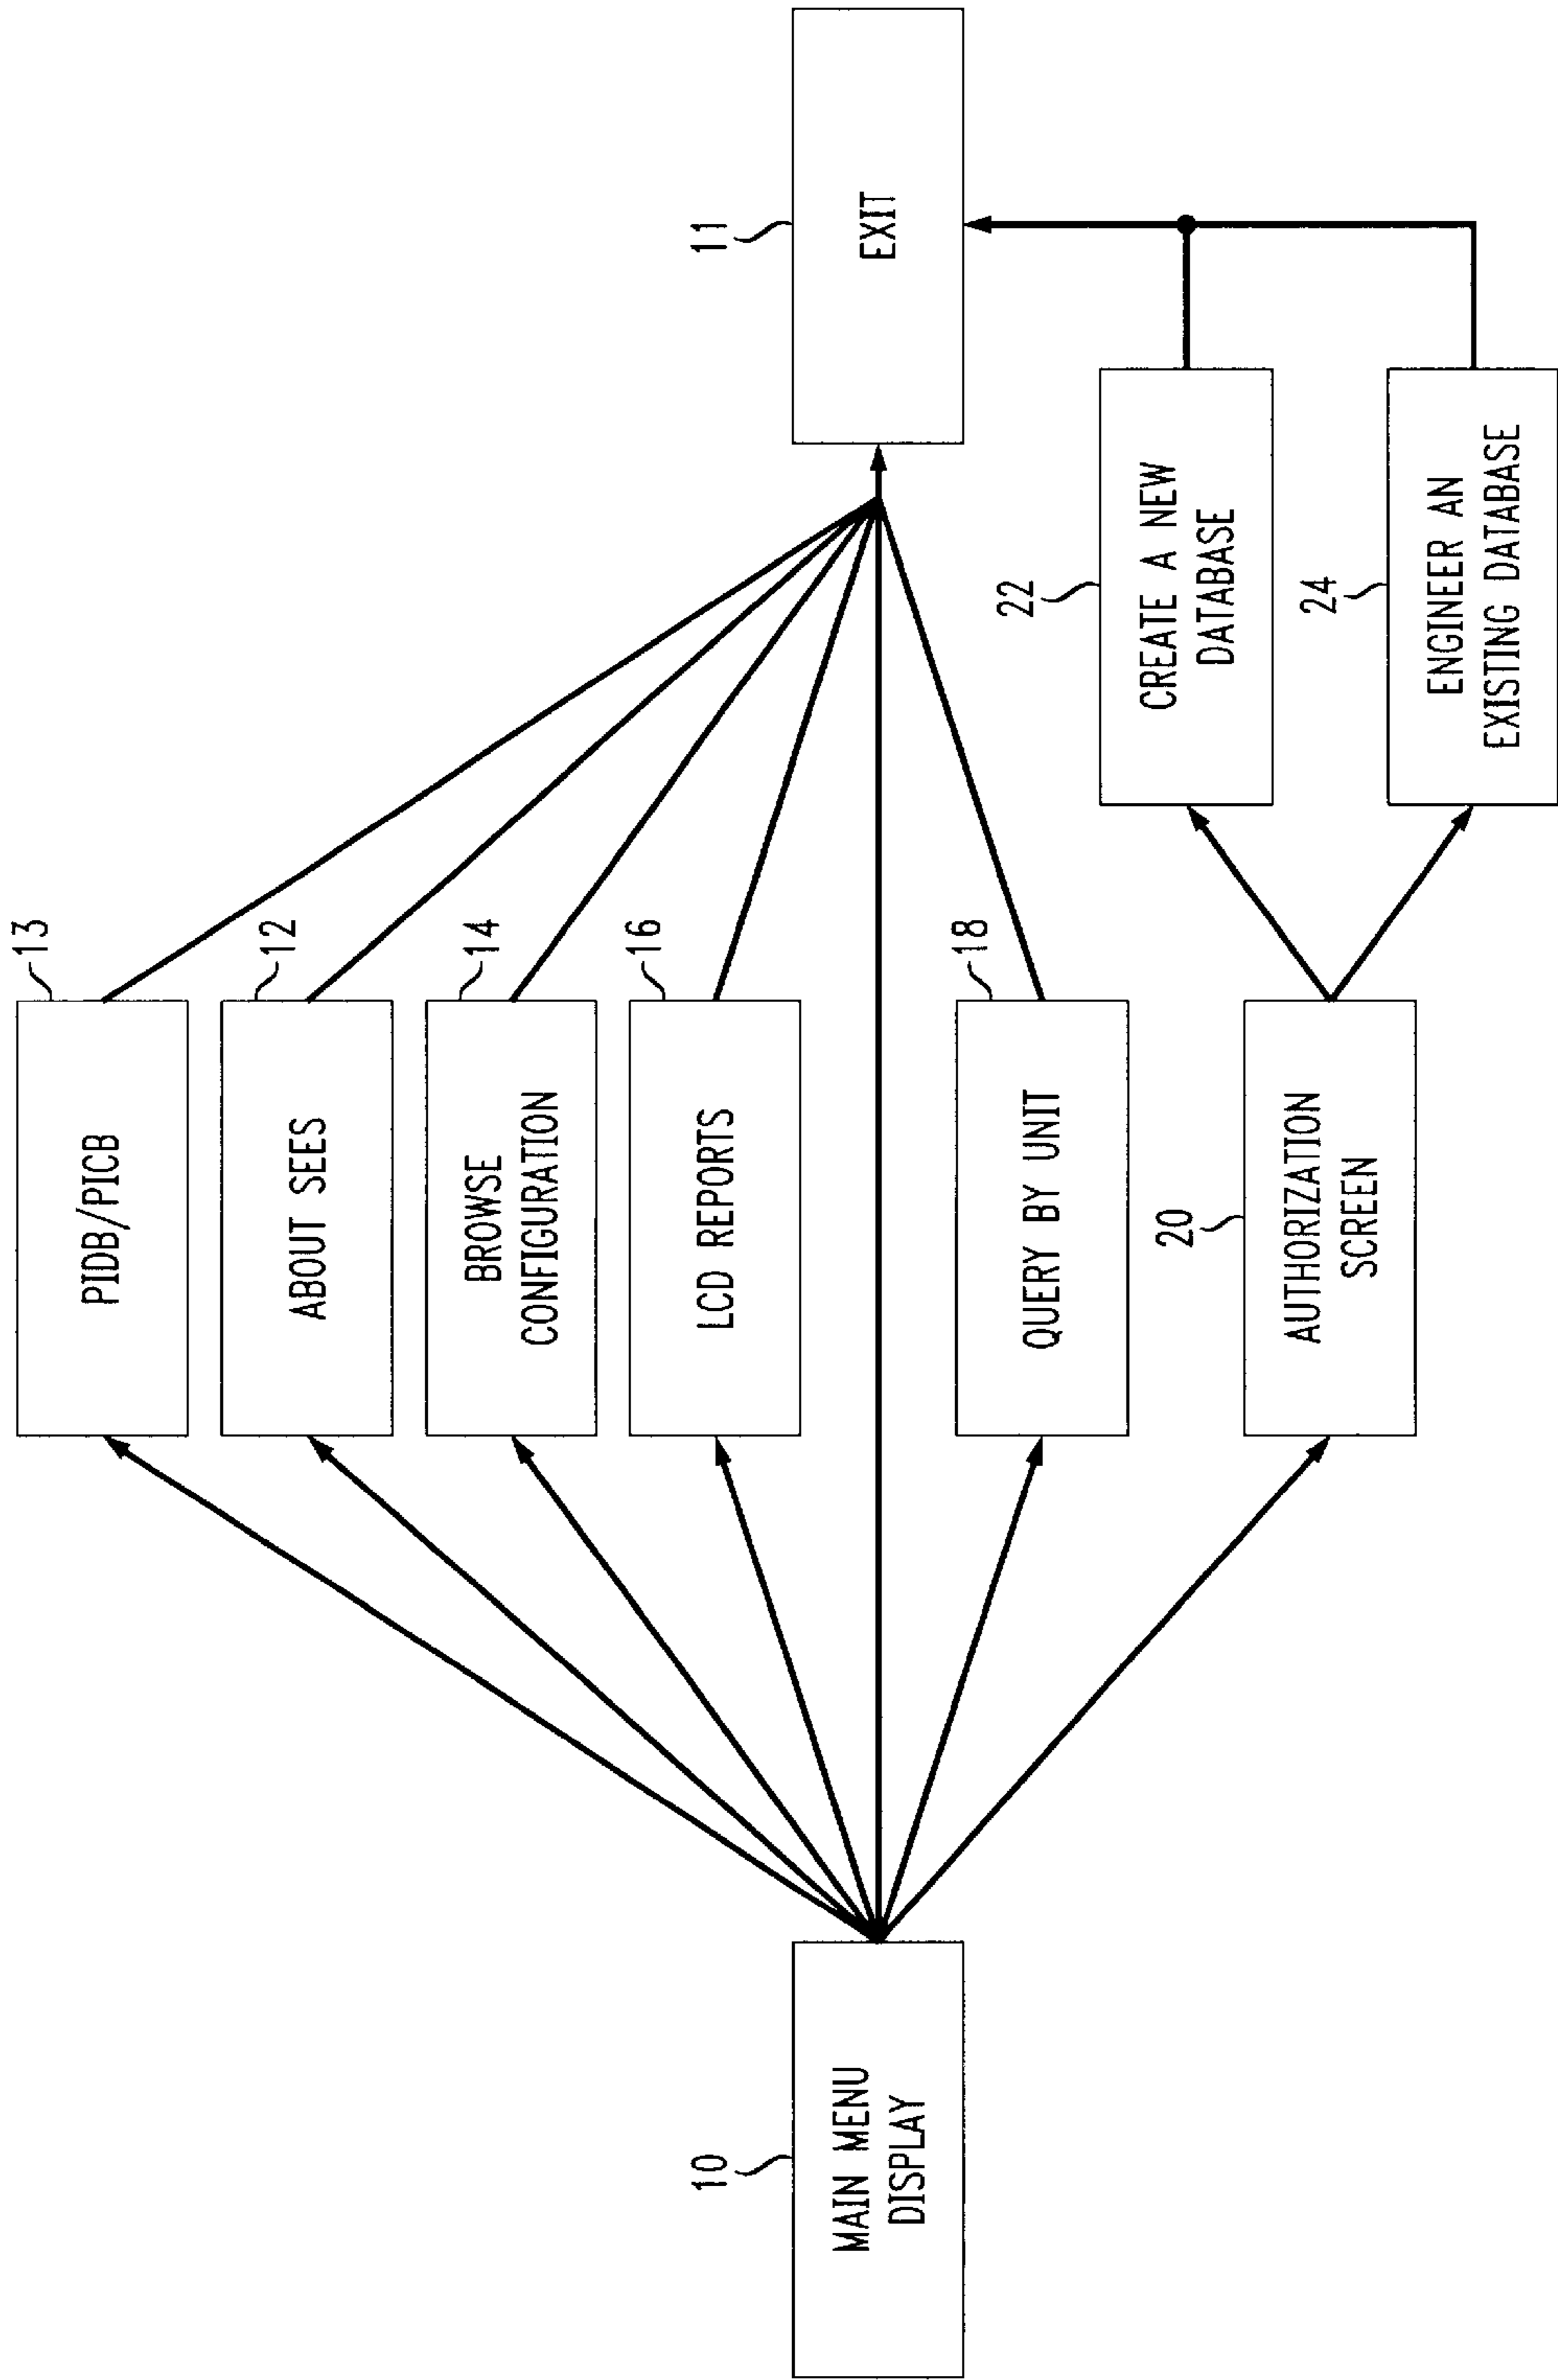 13
PIDB/PICB
12
ABOUT SEES
14
BROWSE
CONFIGURATION
16
LCD REPORTS
10
MAIN MENU
DISPLAY
11
EXIT
18
QUERY BY UNIT
22
CREATE A NEW
DATABASE
20
AUTHORIZATION
SCREEN
24
ENGINEER AN
EXISTING DATABASE